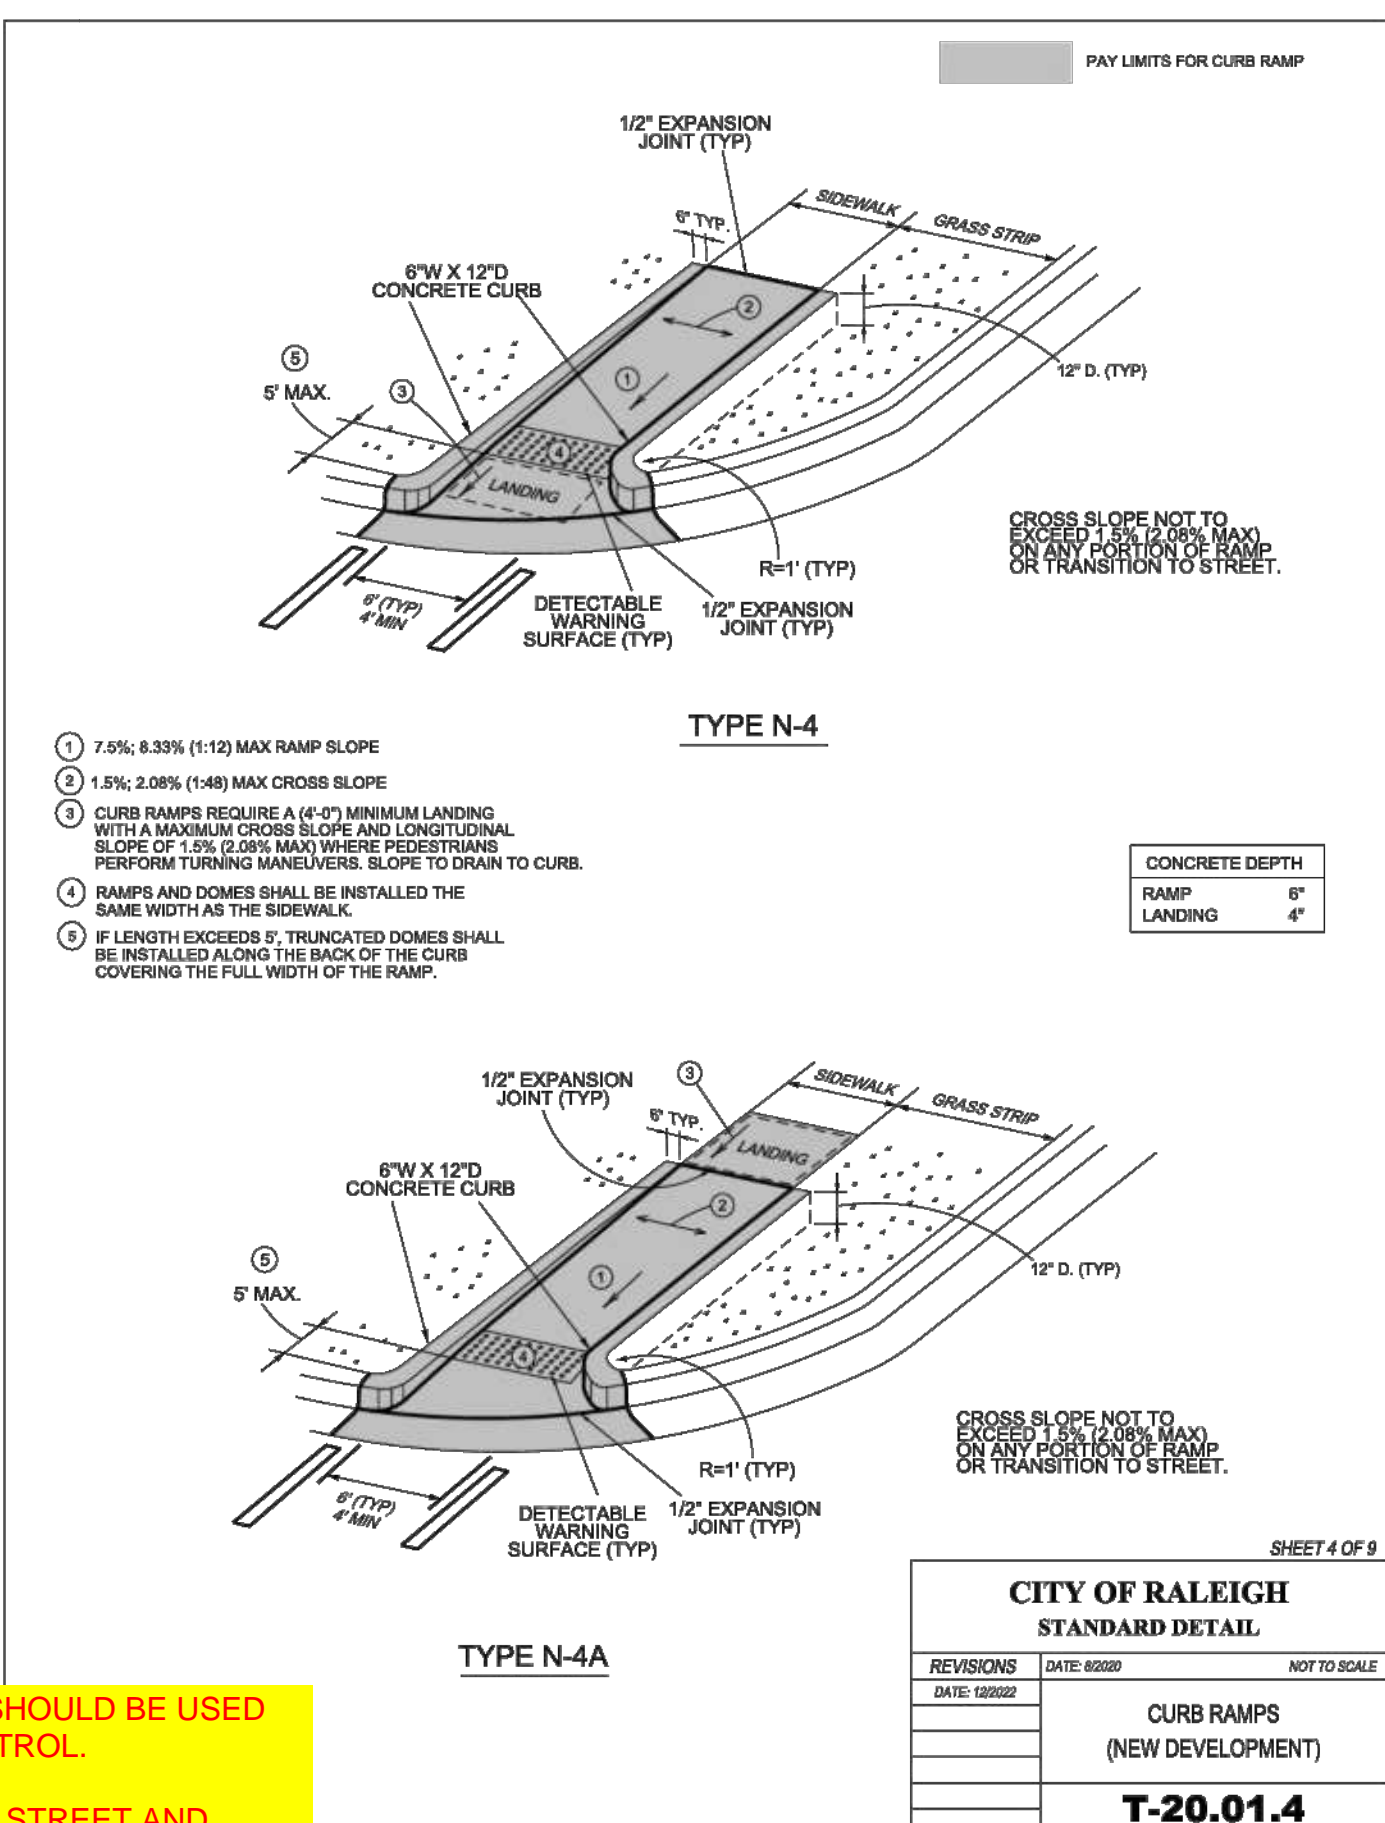 PAY LIMITS FOR CURB RAMP
1/2" EXPANSION
JOINT (TYP)
SIDEWALK
GRASS STRIP
6" TYP.
6"W X 12"D
CONCRETE CURB
2
5
5' MAX.
3
1
12" D. (TYP)
4
LANDING
CROSS SLOPE NOT TO
EXCEED 1.5% (2.08% MAX)
ON ANY PORTION OF RAMP
OR TRANSITION TO STREET.
R=1' (TYP)
6' (TYP)
4' MIN
DETECTABLE
WARNING
SURFACE (TYP)
1/2" EXPANSION
JOINT (TYP)
TYPE N-4
1 7.5%; 8.33% (1:12) MAX RAMP SLOPE
2 1.5%; 2.08% (1:48) MAX CROSS SLOPE
3 CURB RAMPS REQUIRE A (4'-0") MINIMUM LANDING
WITH A MAXIMUM CROSS SLOPE AND LONGITUDINAL
SLOPE OF 1.5% (2.08% MAX) WHERE PEDESTRIANS
PERFORM TURNING MANEUVERS. SLOPE TO DRAIN TO CURB.
4 RAMPS AND DOMES SHALL BE INSTALLED THE
SAME WIDTH AS THE SIDEWALK.
5 IF LENGTH EXCEEDS 5', TRUNCATED DOMES SHALL
BE INSTALLED ALONG THE BACK OF THE CURB
COVERING THE FULL WIDTH OF THE RAMP.
CONCRETE DEPTH
RAMP 6"
LANDING 4"
1/2" EXPANSION
JOINT (TYP)
3
SIDEWALK
GRASS STRIP
6" TYP.
LANDING
6"W X 12"D
CONCRETE CURB
2
5
5' MAX.
1
12" D. (TYP)
4
CROSS SLOPE NOT TO
EXCEED 1.5% (2.08% MAX)
ON ANY PORTION OF RAMP
OR TRANSITION TO STREET.
R=1' (TYP)
6' (TYP)
4' MIN
DETECTABLE
WARNING
SURFACE (TYP)
1/2" EXPANSION
JOINT (TYP)
TYPE N-4A
SHEET 4 OF 9
CITY OF RALEIGH
STANDARD DETAIL
REVISIONS DATE: 8/2020 NOT TO SCALE
DATE: 12/2022
CURB RAMPS
(NEW DEVELOPMENT)
T-20.01.4
SHOULD BE USED
TROL.
STREET AND